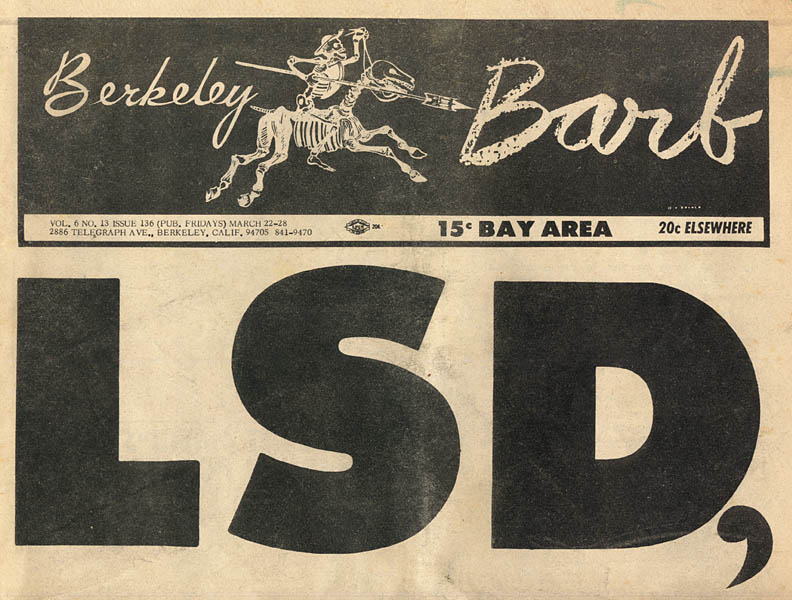 Berkeley Barb
VOL. 6 NO. 13 ISSUE 136 (PUB. FRIDAYS) MARCH 22-28
2886 TELEGRAPH AVE., BERKELEY, CALIF. 94705 841-9470
15¢ BAY AREA
20c ELSEWHERE
LSD,